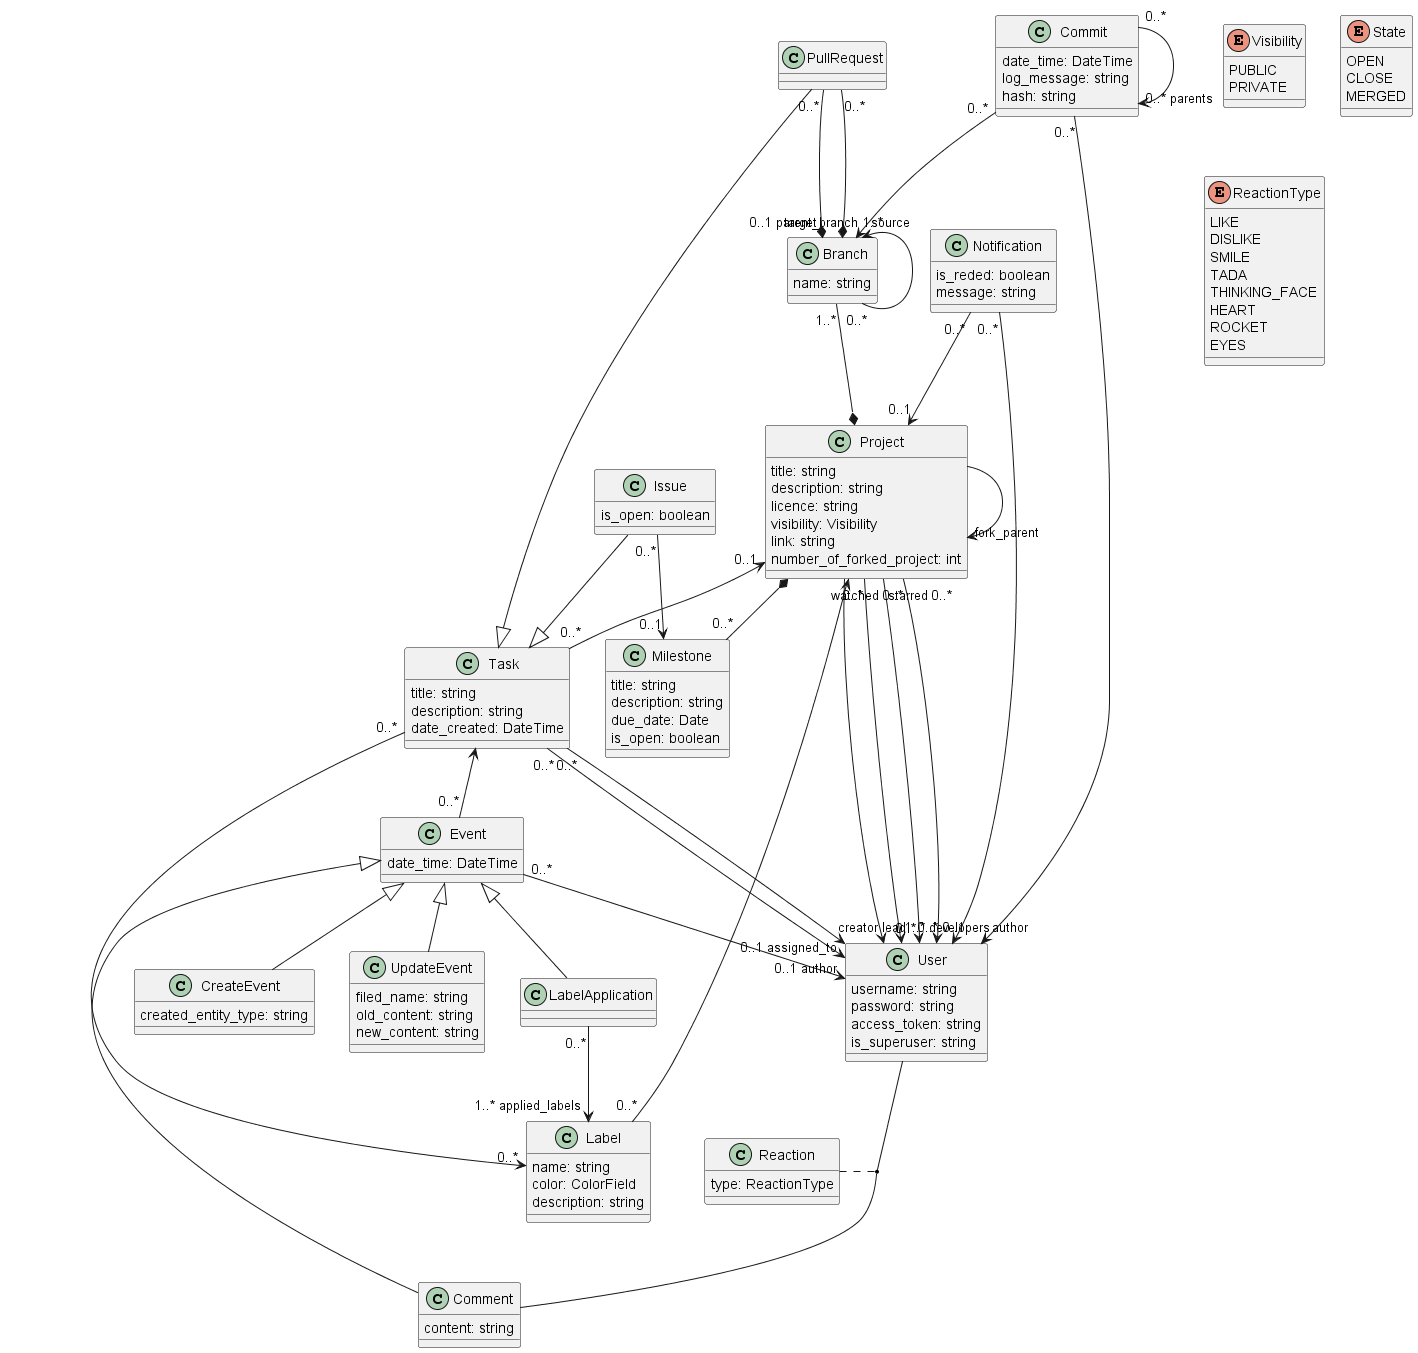 PullRequest
0..*
0..*
Commit
date_time: DateTime
log_message: string
hash: string
0..*
0..* parents
0..*
0..*
Visibility
PUBLIC
PRIVATE
State
OPEN
CLOSE
MERGED
ReactionType
LIKE
DISLIKE
SMILE
TADA
THINKING_FACE
HEART
ROCKET
EYES
0..1 parent
target_branch
source
Branch
name: string
1..*
0..*
Notification
is_reded: boolean
message: string
0..*
0..*
0..1
Project
title: string
description: string
licence: string
visibility: Visibility
link: string
number_of_forked_project: int
fork_parent
Issue
is_open: boolean
0..*
0..1
watched 0..*
starred 0..*
0..*
0..1
0..*
Milestone
title: string
description: string
due_date: Date
is_open: boolean
Task
title: string
description: string
date_created: DateTime
0..*
0..*
0..*
0..*
Event
date_time: DateTime
0..*
creator
lead
developers
author
0..1 assigned_to
0..1 author
User
username: string
password: string
access_token: string
is_superuser: string
CreateEvent
created_entity_type: string
UpdateEvent
filed_name: string
old_content: string
new_content: string
LabelApplication
0..*
1..* applied_labels
0..*
0..*
Label
name: string
color: ColorField
description: string
Reaction
type: ReactionType
Comment
content: string